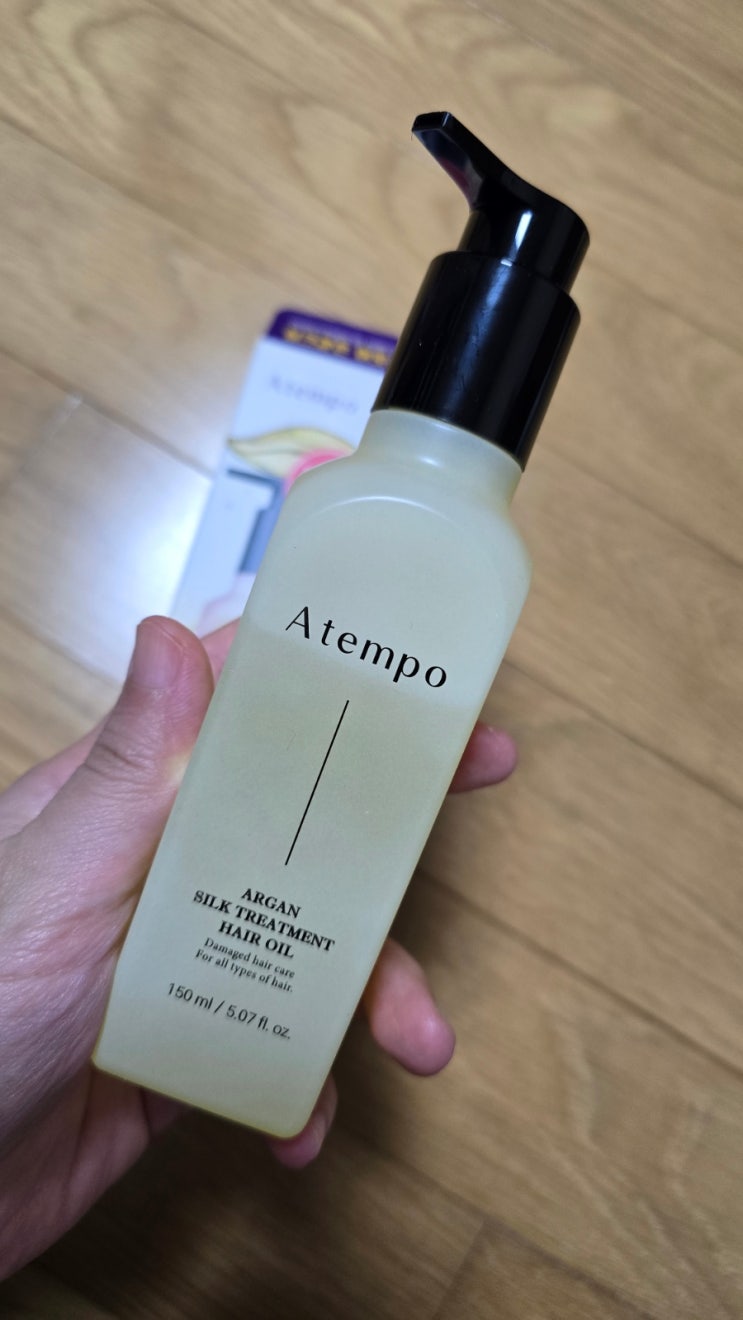 Atempo
Atempo
ARGAN
SILK TREATMENT
HAIR OIL
Damaged hair care
For all types of hair.
150 ml / 5.07 fl. oz.